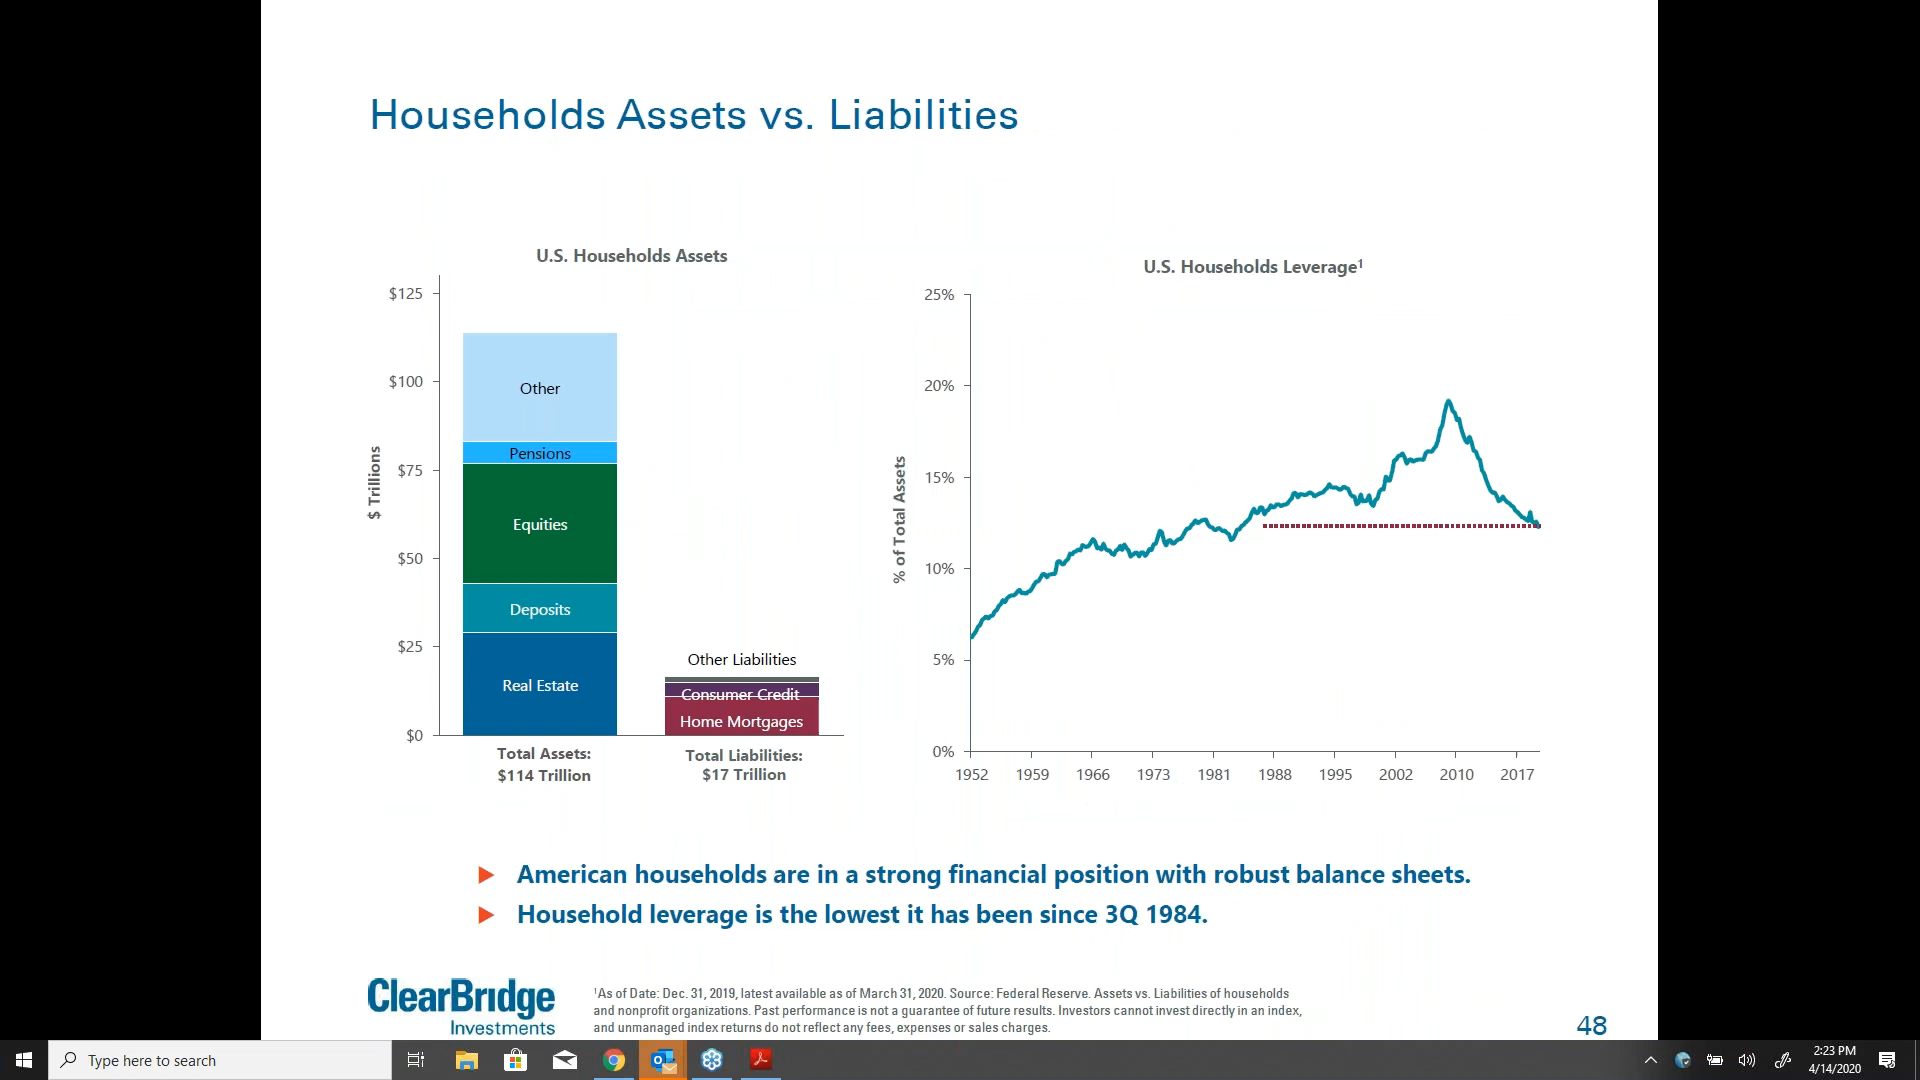 Households Assets vs. Liabilities
U.S. Households Assets
$ Trillions
$125
$100
$75
$50
$25
$0
Other
Pensions
Equities
Deposits
Real Estate
Other Liabilities
Consumer Credit
Home Mortgages
Total Assets:
$114 Trillion
Total Liabilities:
$17 Trillion
U.S. Households Leverage¹
% of Total Assets
25%
20%
15%
10%
5%
0%
1952 1959 1966 1973 1981 1988 1995 2002 2010 2017
American households are in a strong financial position with robust balance sheets.
Household leverage is the lowest it has been since 3Q 1984.
ClearBridge
Investments
¹As of Date: Dec. 31, 2019, latest available as of March 31, 2020. Source: Federal Reserve. Assets vs. Liabilities of households
and nonprofit organizations. Past performance is not a guarantee of future results. Investors cannot invest directly in an index,
and unmanaged index returns do not reflect any fees, expenses or sales charges.
48
Type here to search
2:23 PM
4/14/2020